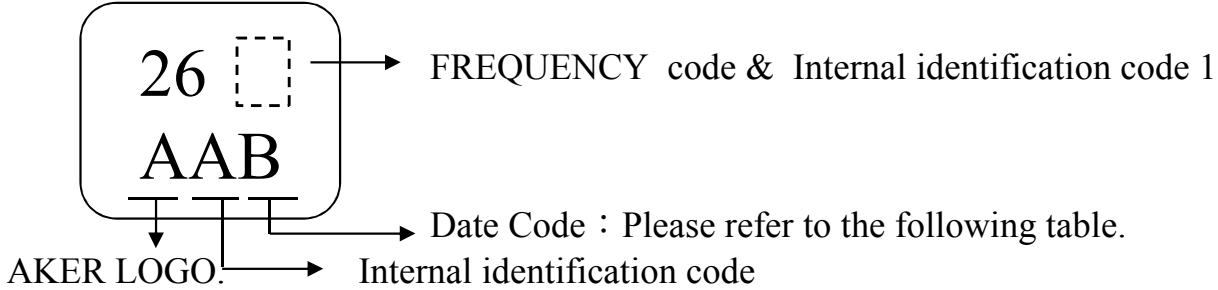 26 FREQUENCY code & Internal identification code 1
AAB
Date Code：Please refer to the following table.
AKER LOGO. Internal identification code